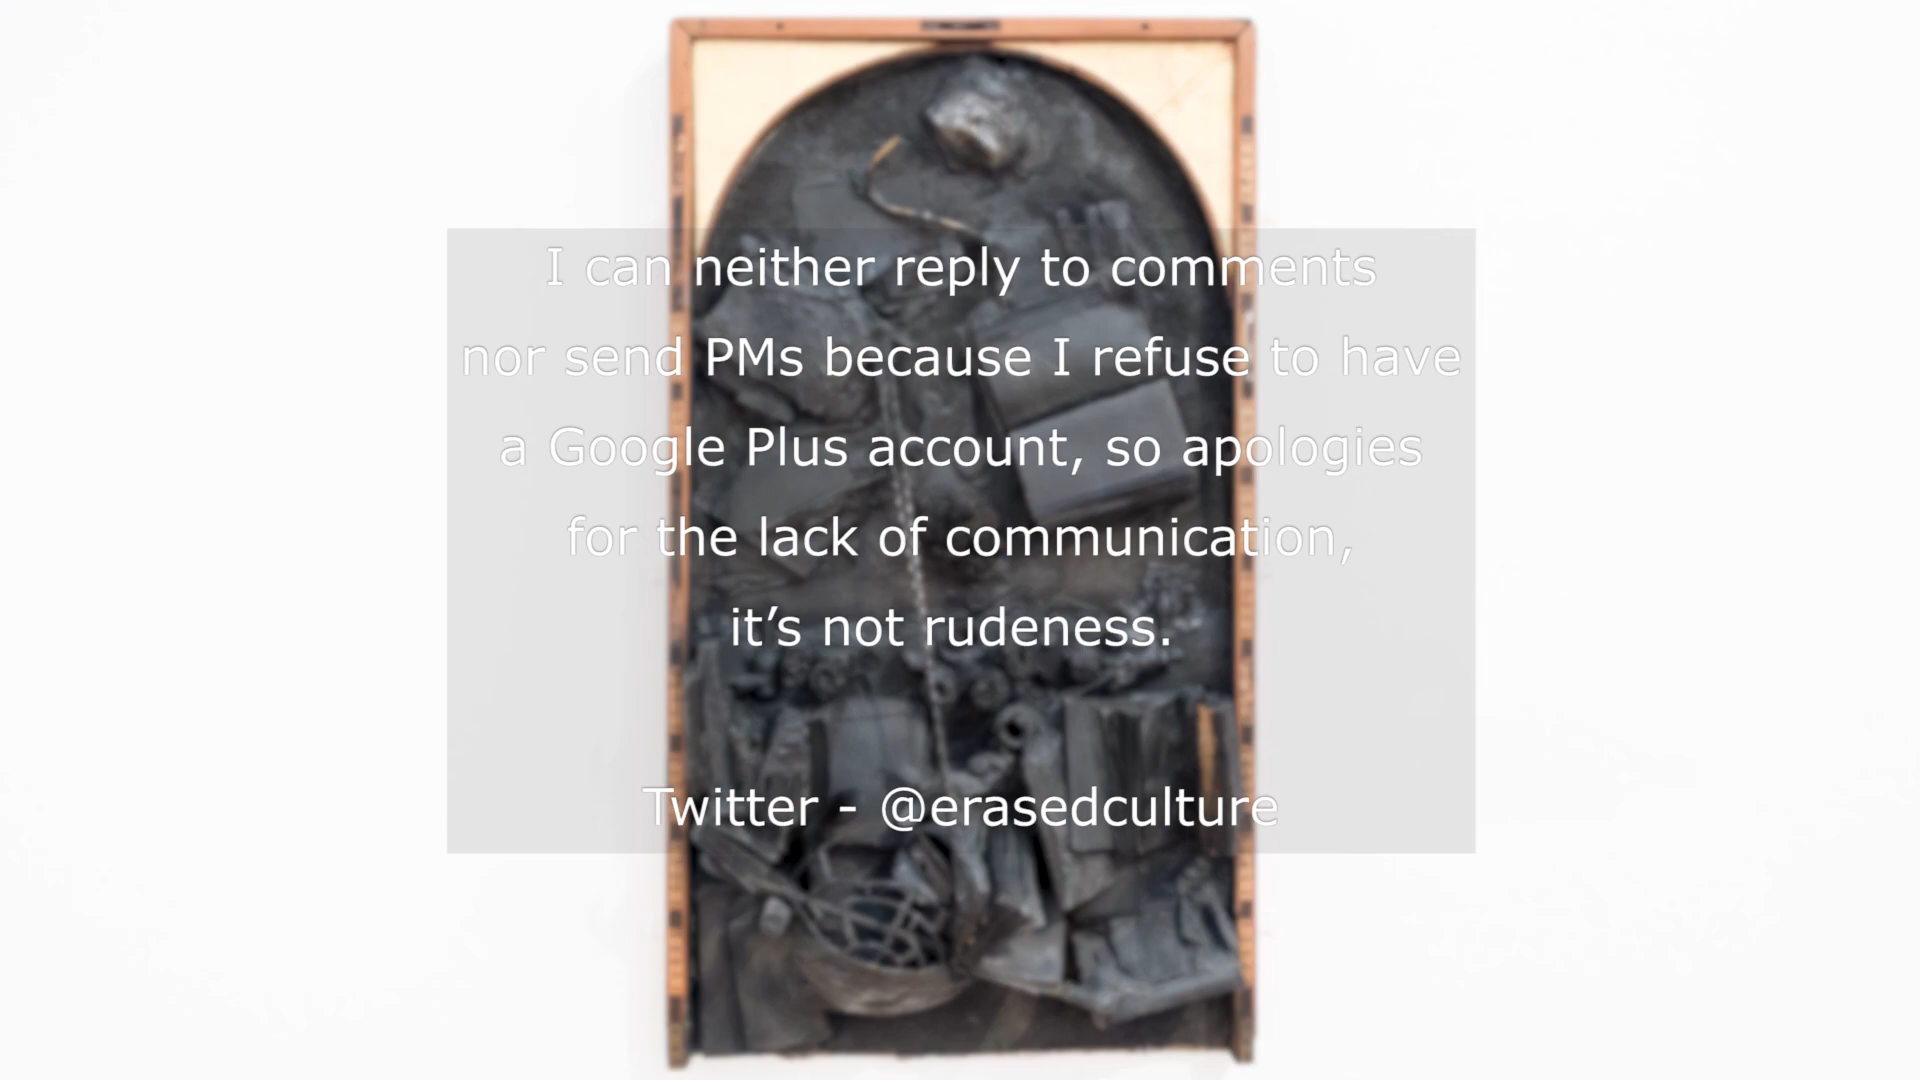 I can neither reply to comments
nor send PMs because I refuse to have
a Google Plus account, so apologies
for the lack of communication,
it’s not rudeness.
Twitter - @erasedculture